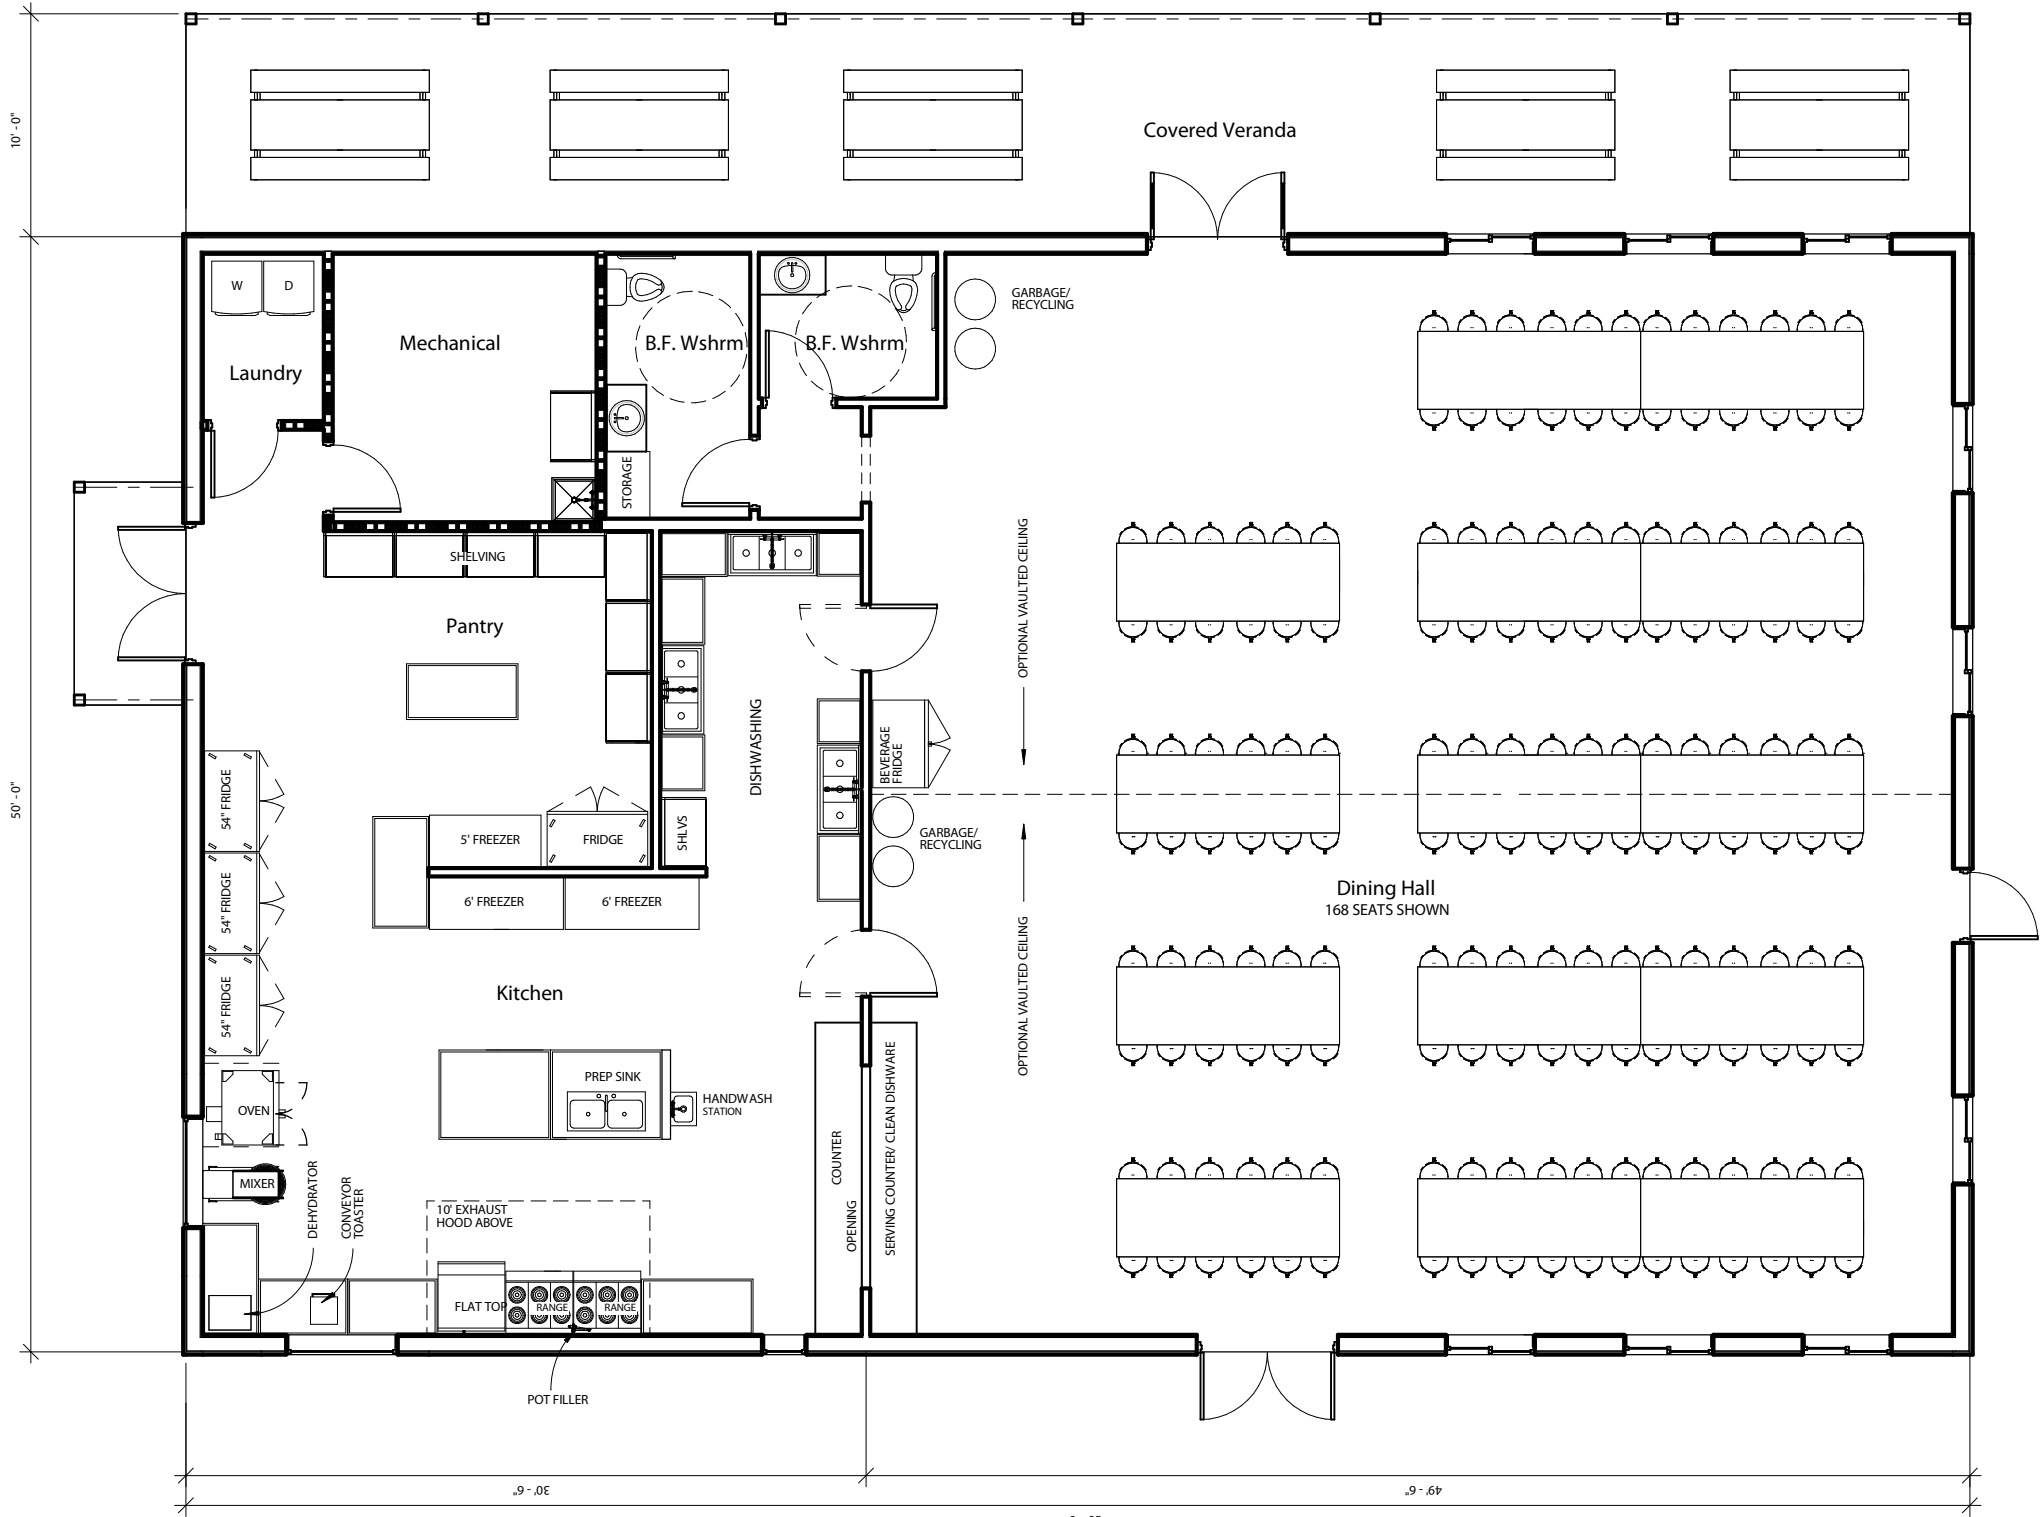 10' - 0"
Covered Veranda
W
D
Laundry
Mechanical
B.F. Wshrm
B.F. Wshrm
GARBAGE/
RECYCLING
STORAGE
SHELVING
Pantry
OPTIONAL VAULTED CEILING
DISHWASHING
BEVERAGE
FRIDGE
50' - 0"
54" FRIDGE
54" FRIDGE
54" FRIDGE
5' FREEZER
FRIDGE
SHLVS
GARBAGE/
RECYCLING
6' FREEZER
6' FREEZER
Dining Hall
168 SEATS SHOWN
OPTIONAL VAULTED CEILING
Kitchen
PREP SINK
HANDWASH
STATION
OVEN
MIXER
DEHYDRATOR
CONVEYOR
TOASTER
COUNTER
OPENING
SERVING COUNTER/ CLEAN DISHWARE
10' EXHAUST
HOOD ABOVE
FLAT TOP
RANGE
RANGE
POT FILLER
30' - 6"
49' - 6"